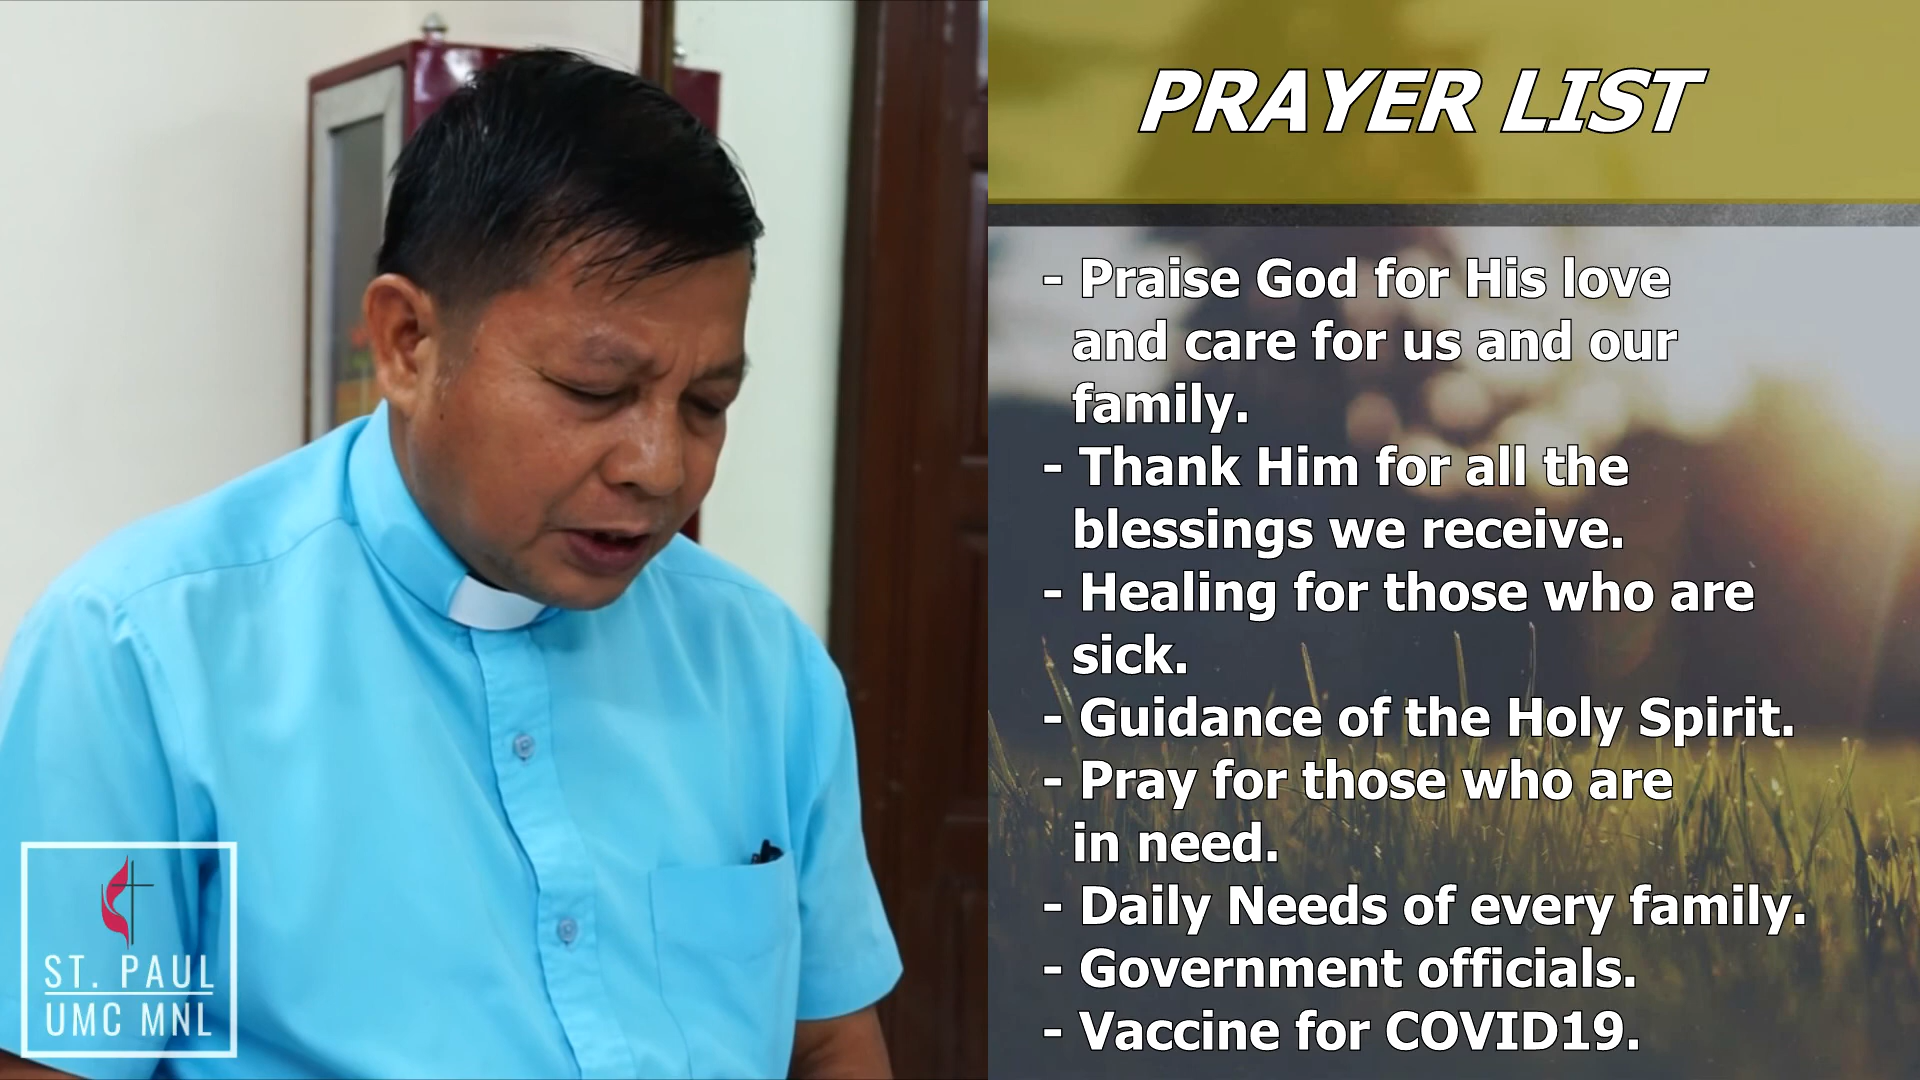 PRAYER LIST
- Praise God for His love
and care for us and our
family.
- Thank Him for all the
blessings we receive.
- Healing for those who are
sick.
- Guidance of the Holy Spirit.
- Pray for those who are
in need.
- Daily Needs of every family.
- Government officials.
- Vaccine for COVID19.
ST. PAUL
UMC MNL